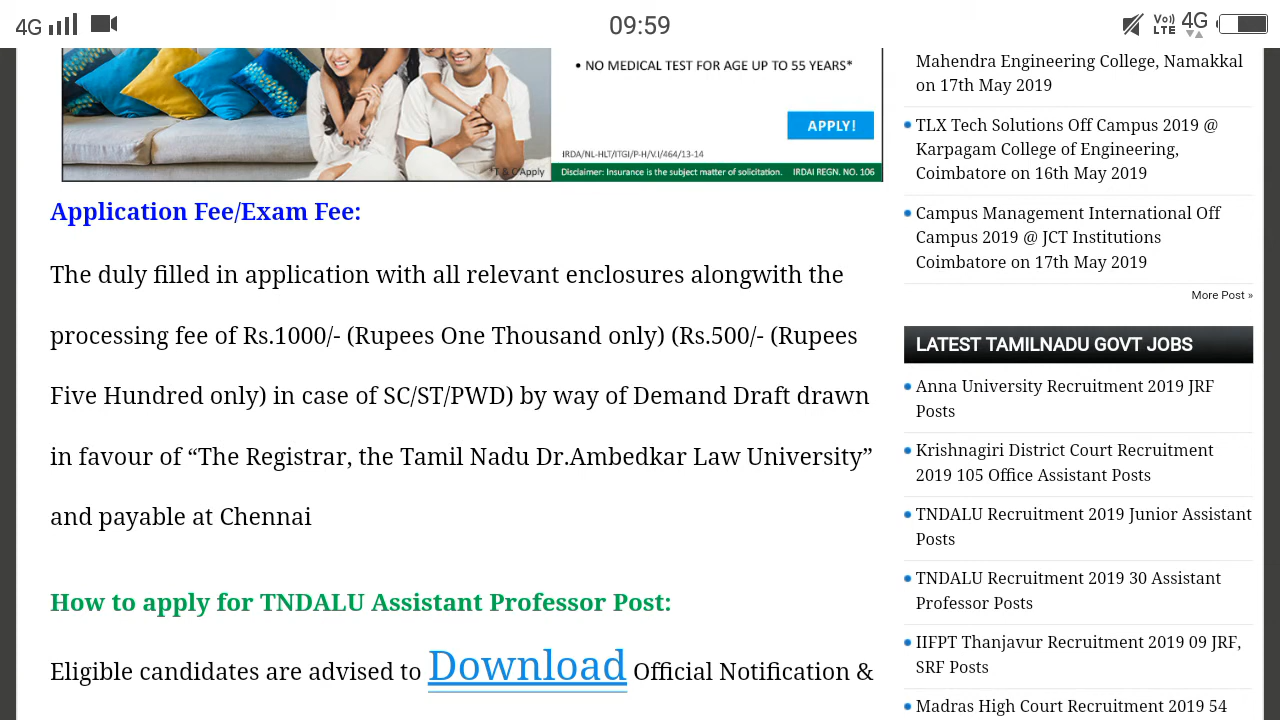 4G 09:59 Vo)) LTE 4G
• NO MEDICAL TEST FOR AGE UP TO 55 YEARS*
APPLY!
IRDA/NL-HLT/ITGI/P-H/V.I/464/13-14
*T & C Apply
Disclaimer: Insurance is the subject matter of solicitation. IRDAI REGN. NO. 106
Application Fee/Exam Fee:
The duly filled in application with all relevant enclosures alongwith the
processing fee of Rs.1000/- (Rupees One Thousand only) (Rs.500/- (Rupees
Five Hundred only) in case of SC/ST/PWD) by way of Demand Draft drawn
in favour of “The Registrar, the Tamil Nadu Dr.Ambedkar Law University”
and payable at Chennai
How to apply for TNDALU Assistant Professor Post:
Eligible candidates are advised to Download Official Notification &
Mahendra Engineering College, Namakkal
on 17th May 2019
TLX Tech Solutions Off Campus 2019 @
Karpagam College of Engineering,
Coimbatore on 16th May 2019
Campus Management International Off
Campus 2019 @ JCT Institutions
Coimbatore on 17th May 2019
More Post »
LATEST TAMILNADU GOVT JOBS
Anna University Recruitment 2019 JRF
Posts
Krishnagiri District Court Recruitment
2019 105 Office Assistant Posts
TNDALU Recruitment 2019 Junior Assistant
Posts
TNDALU Recruitment 2019 30 Assistant
Professor Posts
IIFPT Thanjavur Recruitment 2019 09 JRF,
SRF Posts
Madras High Court Recruitment 2019 54